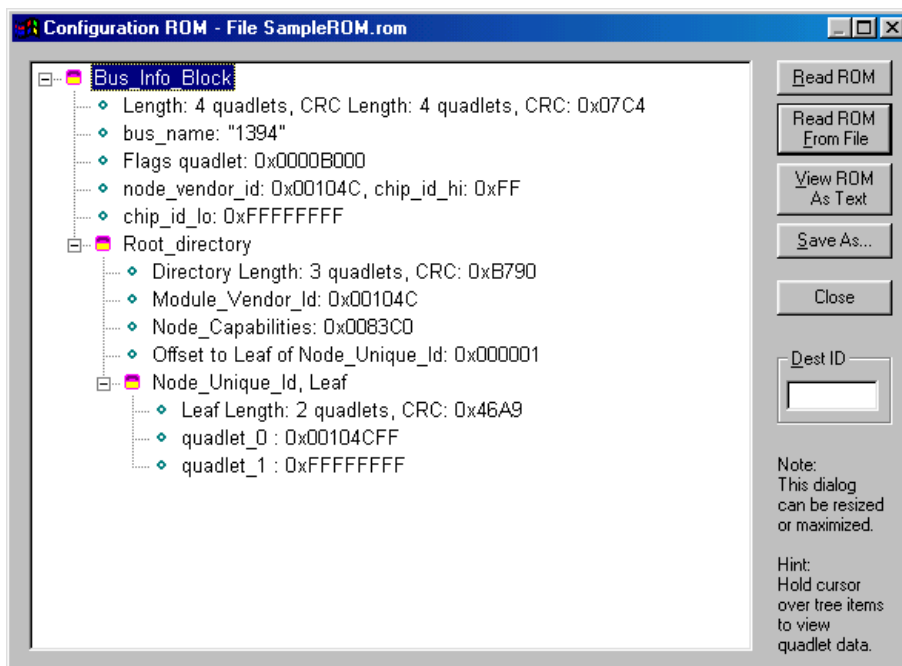 Configuration ROM - File SampleROM.rom
Bus_Info_Block
Length: 4 quadlets, CRC Length: 4 quadlets, CRC: 0x07C4
bus_name: "1394"
Flags quadlet: 0x0000B000
node_vendor_id: 0x00104C, chip_id_hi: 0xFF
chip_id_lo: 0xFFFFFFFF
Root_directory
Directory Length: 3 quadlets, CRC: 0xB790
Module_Vendor_Id: 0x00104C
Node_Capabilities: 0x0083C0
Offset to Leaf of Node_Unique_Id: 0x000001
Node_Unique_Id, Leaf
Leaf Length: 2 quadlets, CRC: 0x46A9
quadlet_0 : 0x00104CFF
quadlet_1 : 0xFFFFFFFF
Read ROM
Read ROM
From File
View ROM
As Text
Save As...
Close
Dest ID
Note:
This dialog
can be resized
or maximized.
Hint:
Hold cursor
over tree items
to view
quadlet data.